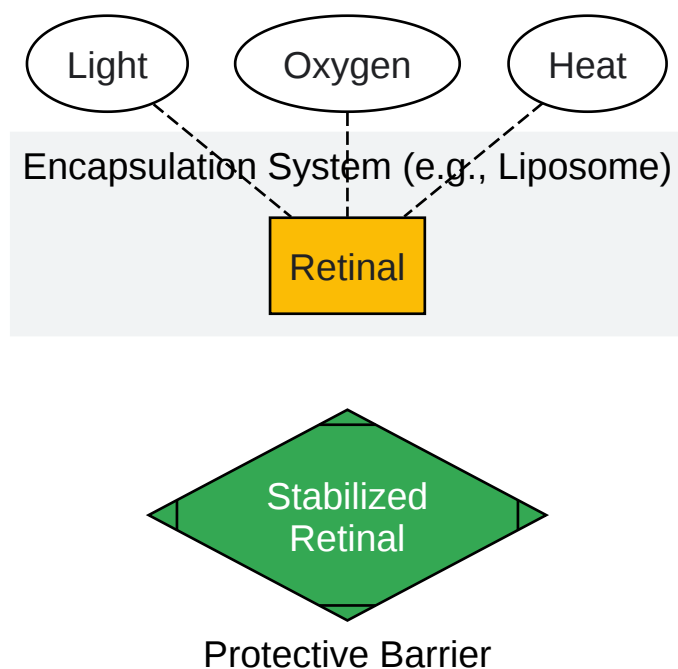 Light
Oxygen
Heat
Encapsulation System (e.g., Liposome)
Retinal
Stabilized
Retinal
Protective Barrier